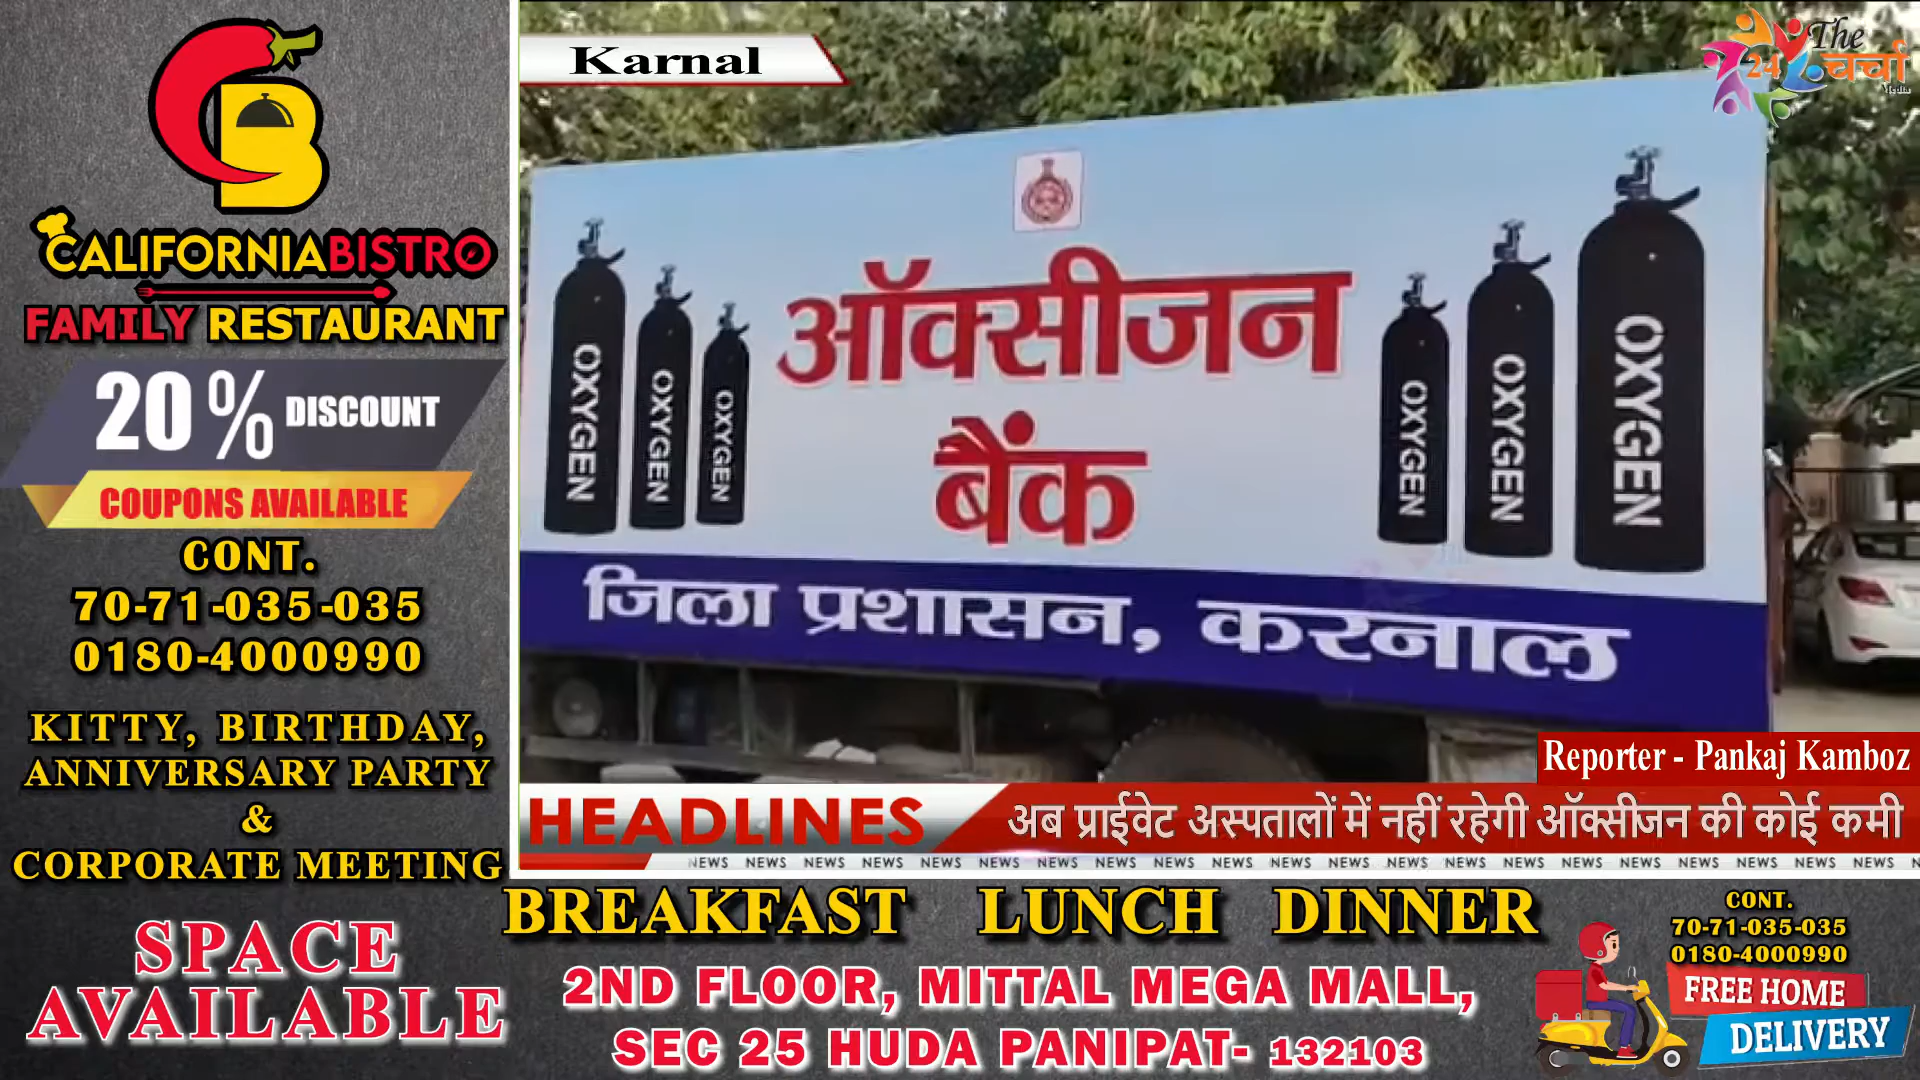 CB
CALIFORNIABISTRO
FAMILY RESTAURANT
20% DISCOUNT
COUPONS AVAILABLE
CONT.
70-71-035-035
0180-4000990
KITTY, BIRTHDAY,
ANNIVERSARY PARTY
&
CORPORATE MEETING
SPACE
AVAILABLE
Karnal
The
24 चर्चा
Media
ऑक्सीजन
बैंक
OXYGEN
OXYGEN
OXYGEN
OXYGEN
OXYGEN
OXYGEN
जिला प्रशासन, करनाल
Reporter - Pankaj Kamboz
HEADLINES
अब प्राईवेट अस्पतालों में नहीं रहेगी ऑक्सीजन की कोई कमी
NEWS NEWS NEWS NEWS NEWS NEWS NEWS NEWS NEWS NEWS NEWS NEWS NEWS NEWS NEWS NEWS NEWS NEWS NEWS NEWS NEWS N
BREAKFAST LUNCH DINNER
2ND FLOOR, MITTAL MEGA MALL,
SEC 25 HUDA PANIPAT- 132103
CONT.
70-71-035-035
0180-4000990
FREE HOME
DELIVERY